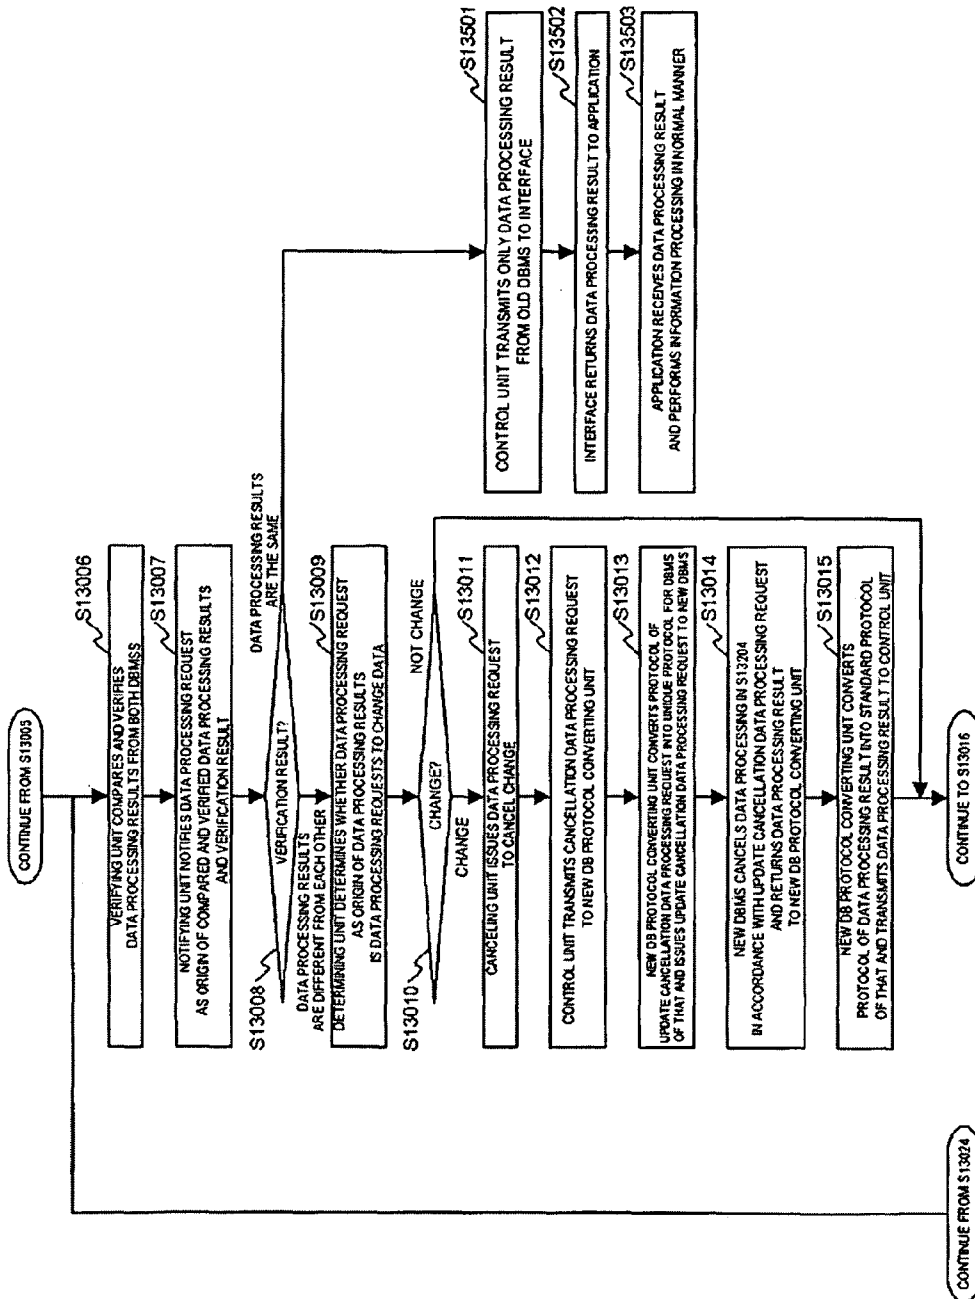 CONTINUE FROM S13005
S13006
VERIFYING UNIT COMPARES AND VERIFIES
DATA PROCESSING RESULTS FROM BOTH DBMSS
S13007
NOTIFYING UNIT NOTIFIES DATA PROCESSING REQUEST
AS ORIGIN OF COMPARED AND VERIFIED DATA PROCESSING RESULTS
AND VERIFICATION RESULT
S13008
VERIFICATION RESULT?
DATA PROCESSING RESULTS
ARE THE SAME
DATA PROCESSING RESULTS
ARE DIFFERENT FROM EACH OTHER
S13009
DETERMINING UNIT DETERMINES WHETHER DATA PROCESSING REQUEST
AS ORIGIN OF DATA PROCESSING RESULTS
IS DATA PROCESSING REQUESTS TO CHANGE DATA
S13010
CHANGE?
NOT CHANGE
CHANGE
S13011
CANCELING UNIT ISSUES DATA PROCESSING REQUEST
TO CANCEL CHANGE
S13012
CONTROL UNIT TRANSMITS CANCELLATION DATA PROCESSING REQUEST
TO NEW DB PROTOCOL CONVERTING UNIT
S13013
NEW DB PROTOCOL CONVERTING UNIT CONVERTS PROTOCOL OF
UPDATE CANCELLATION DATA PROCESSING REQUEST INTO UNIQUE PROTOCOL FOR DBMS
OF THAT AND ISSUES UPDATE CANCELLATION DATA PROCESSING REQUEST TO NEW DBMS
S13014
NEW DBMS CANCELS DATA PROCESSING IN S13204
IN ACCORDANCE WITH UPDATE CANCELLATION DATA PROCESSING REQUEST
AND RETURNS DATA PROCESSING RESULT
TO NEW DB PROTOCOL CONVERTING UNIT
S13015
NEW DB PROTOCOL CONVERTING UNIT CONVERTS
PROTOCOL OF DATA PROCESSING RESULT INTO STANDARD PROTOCOL
OF THAT AND TRANSMITS DATA PROCESSING RESULT TO CONTROL UNIT
CONTINUE TO S13016
CONTINUE FROM S13024
S13501
CONTROL UNIT TRANSMITS ONLY DATA PROCESSING RESULT
FROM OLD DBMS TO INTERFACE
S13502
INTERFACE RETURNS DATA PROCESSING RESULT TO APPLICATION
S13503
APPLICATION RECEIVES DATA PROCESSING RESULT
AND PERFORMS INFORMATION PROCESSING IN NORMAL MANNER